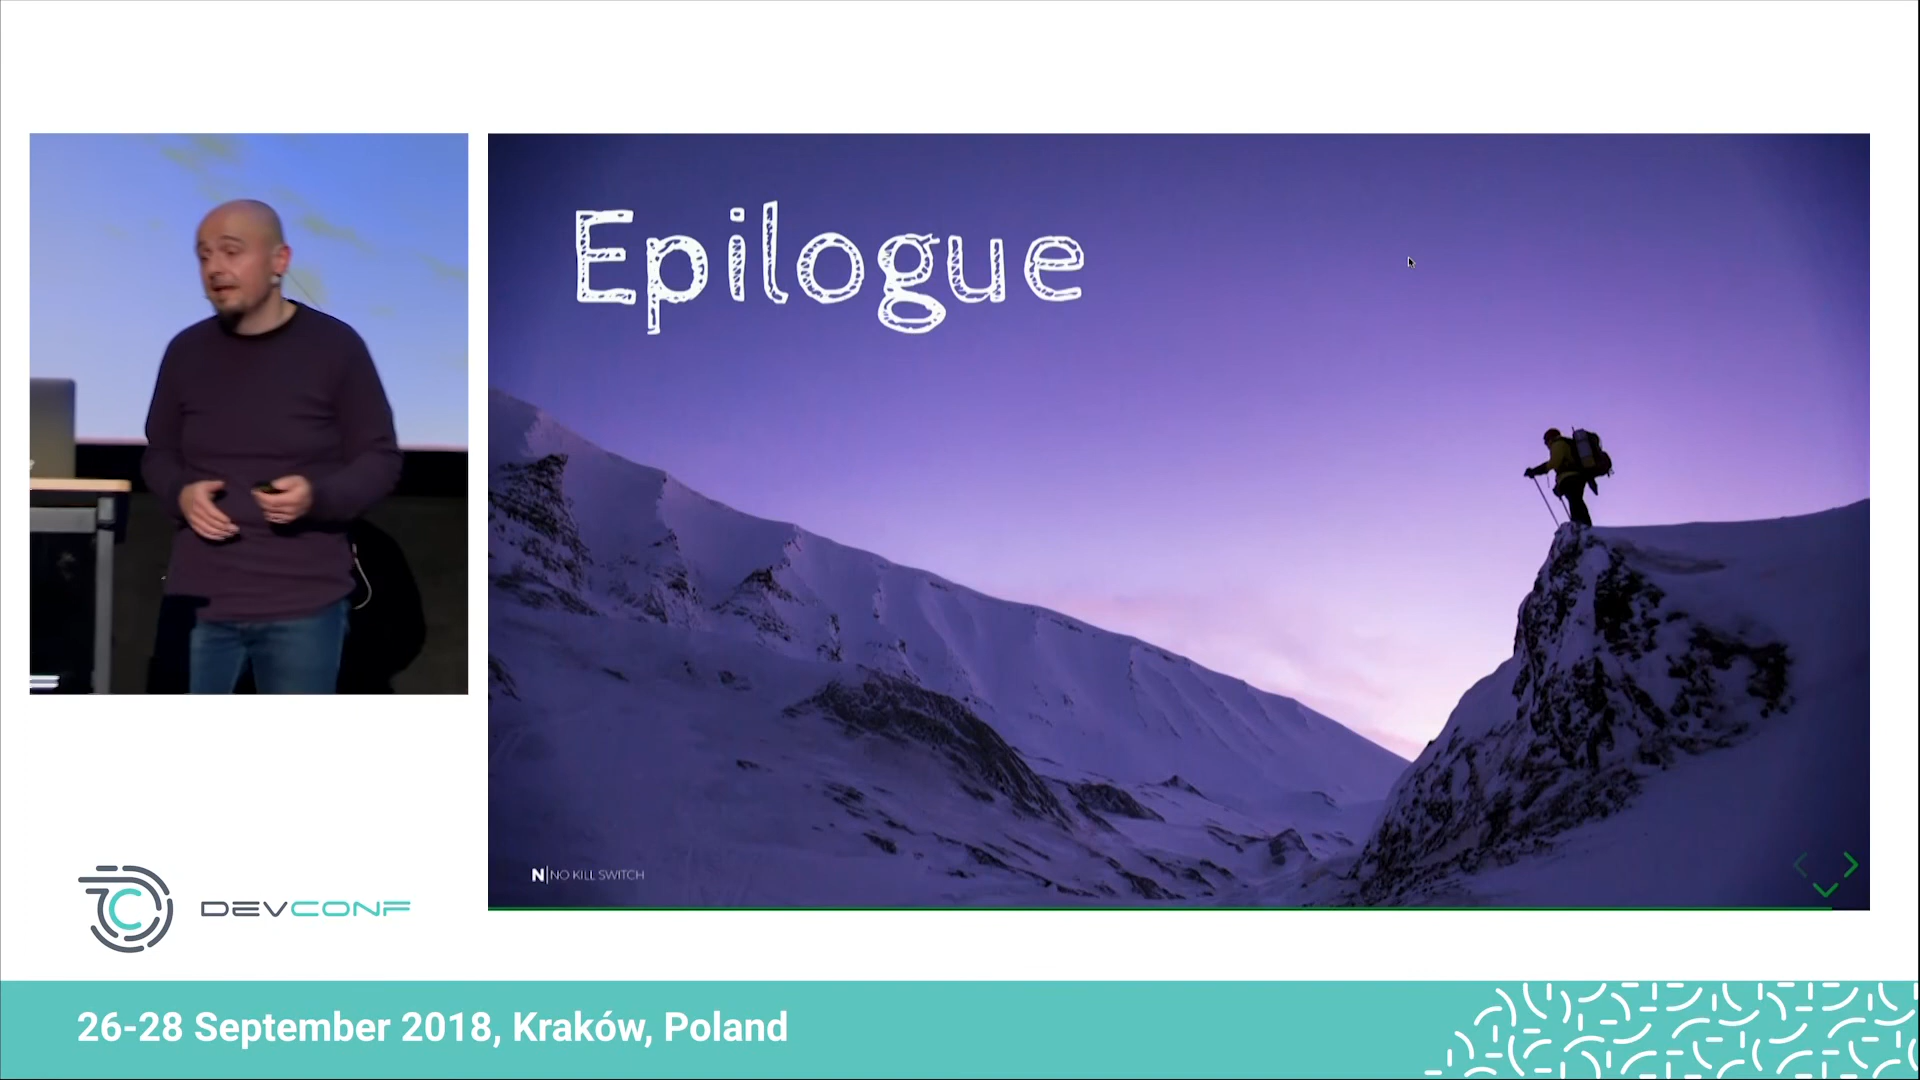 Epilogue
N|NO KILL SWITCH
DEVCONF
26-28 September 2018, Kraków, Poland